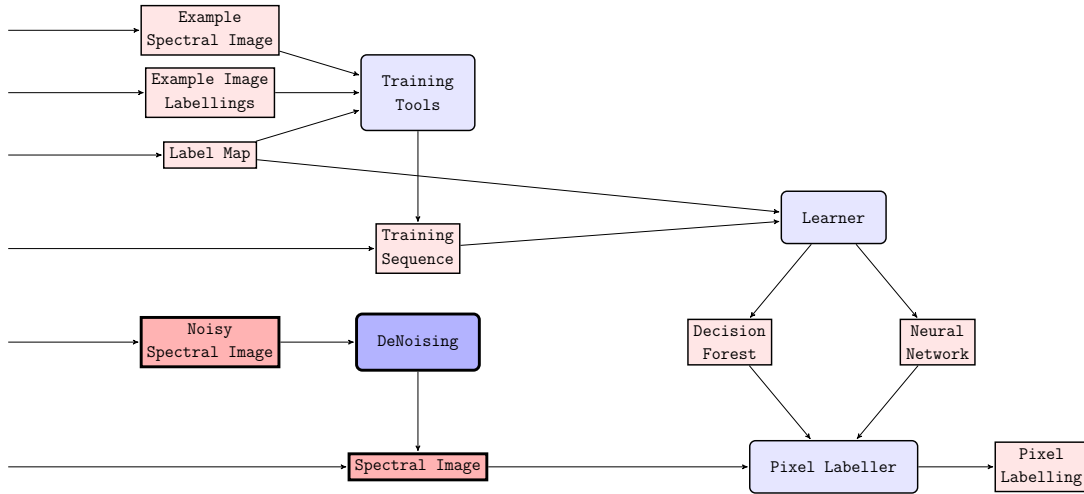 Example
Spectral Image
Example Image
Labellings
Training
Tools
Label Map
Learner
Training
Sequence
Noisy
Spectral Image
DeNoising
Decision
Forest
Neural
Network
Spectral Image
Pixel Labeller
Pixel
Labelling